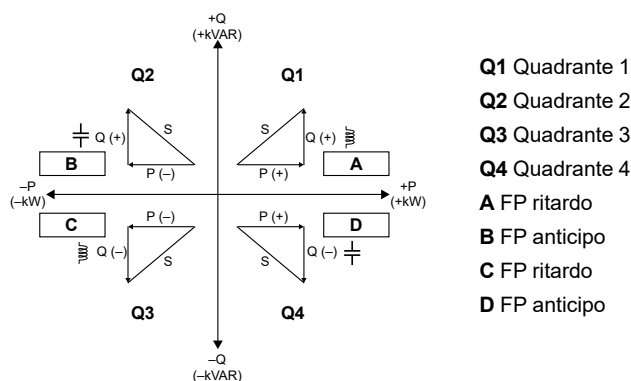 +Q
(+kVAR)
Q2
Q1
Q (+)
S
S
Q (+)
B
P (–)
P (+)
A
–P
(–kW)
+P
(+kW)
C
P (–)
P (+)
D
Q (–)
S
S
Q (–)
Q3
Q4
–Q
(–kVAR)
Q1 Quadrante 1
Q2 Quadrante 2
Q3 Quadrante 3
Q4 Quadrante 4
A FP ritardo
B FP anticipo
C FP ritardo
D FP anticipo